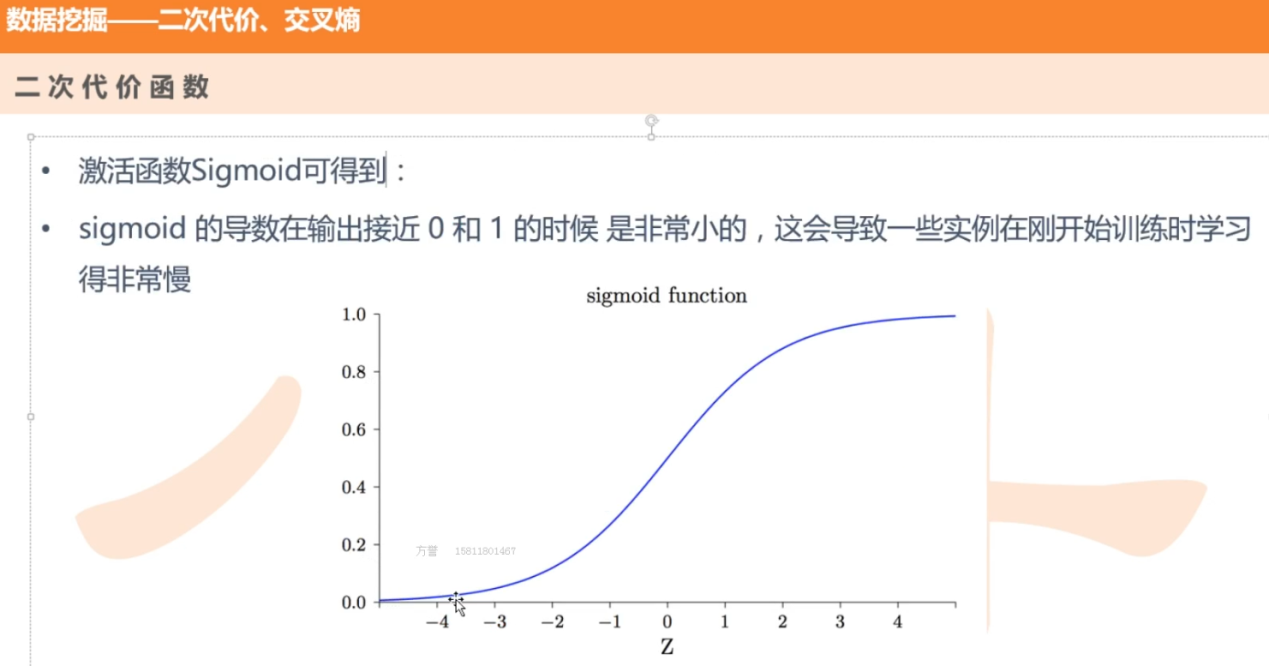 数据挖掘——二次代价、交叉熵
二次代价函数
• 激活函数Sigmoid可得到：
• sigmoid 的导数在输出接近 0 和 1 的时候 是非常小的，这会导致一些实例在刚开始训练时学习
得非常慢
sigmoid function
1.0
0.8
0.6
0.4
0.2
0.0
方誉 15811801467
−4 −3 −2 −1 0 1 2 3 4
Z